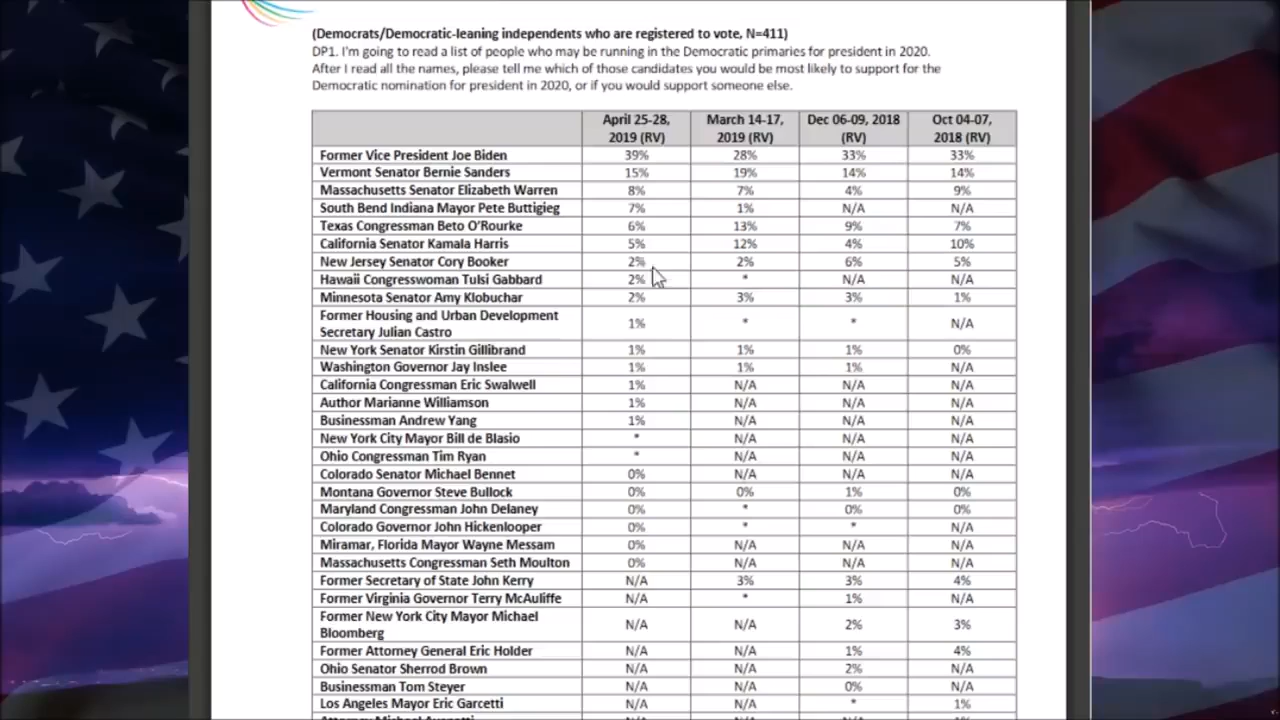 (Democrats/Democratic-leaning independents who are registered to vote, N=411)
DP1. I'm going to read a list of people who may be running in the Democratic primaries for president in 2020.
After I read all the names, please tell me which of those candidates you would be most likely to support for the
Democratic nomination for president in 2020, or if you would support someone else.
April 25-28, 2019 (RV) March 14-17, 2019 (RV) Dec 06-09, 2018 (RV) Oct 04-07, 2018 (RV)
Former Vice President Joe Biden 39% 28% 33% 33%
Vermont Senator Bernie Sanders 15% 19% 14% 14%
Massachusetts Senator Elizabeth Warren 8% 7% 4% 9%
South Bend Indiana Mayor Pete Buttigieg 7% 1% N/A N/A
Texas Congressman Beto O'Rourke 6% 13% 9% 7%
California Senator Kamala Harris 5% 12% 4% 10%
New Jersey Senator Cory Booker 2% 2% 6% 5%
Hawaii Congresswoman Tulsi Gabbard 2% * N/A N/A
Minnesota Senator Amy Klobuchar 2% 3% 3% 1%
Former Housing and Urban Development
Secretary Julian Castro 1% * * N/A
New York Senator Kirstin Gillibrand 1% 1% 1% 0%
Washington Governor Jay Inslee 1% 1% 1% N/A
California Congressman Eric Swalwell 1% N/A N/A N/A
Author Marianne Williamson 1% N/A N/A N/A
Businessman Andrew Yang 1% N/A N/A N/A
New York City Mayor Bill de Blasio * N/A N/A N/A
Ohio Congressman Tim Ryan * N/A N/A N/A
Colorado Senator Michael Bennet 0% N/A N/A N/A
Montana Governor Steve Bullock 0% 0% 1% 0%
Maryland Congressman John Delaney 0% * 0% 0%
Colorado Governor John Hickenlooper 0% * * N/A
Miramar, Florida Mayor Wayne Messam 0% N/A N/A N/A
Massachusetts Congressman Seth Moulton 0% N/A N/A N/A
Former Secretary of State John Kerry N/A 3% 3% 4%
Former Virginia Governor Terry McAuliffe N/A * 1% N/A
Former New York City Mayor Michael
Bloomberg N/A N/A 2% 3%
Former Attorney General Eric Holder N/A N/A 1% 4%
Ohio Senator Sherrod Brown N/A N/A 2% N/A
Businessman Tom Steyer N/A N/A 0% N/A
Los Angeles Mayor Eric Garcetti N/A N/A * 1%